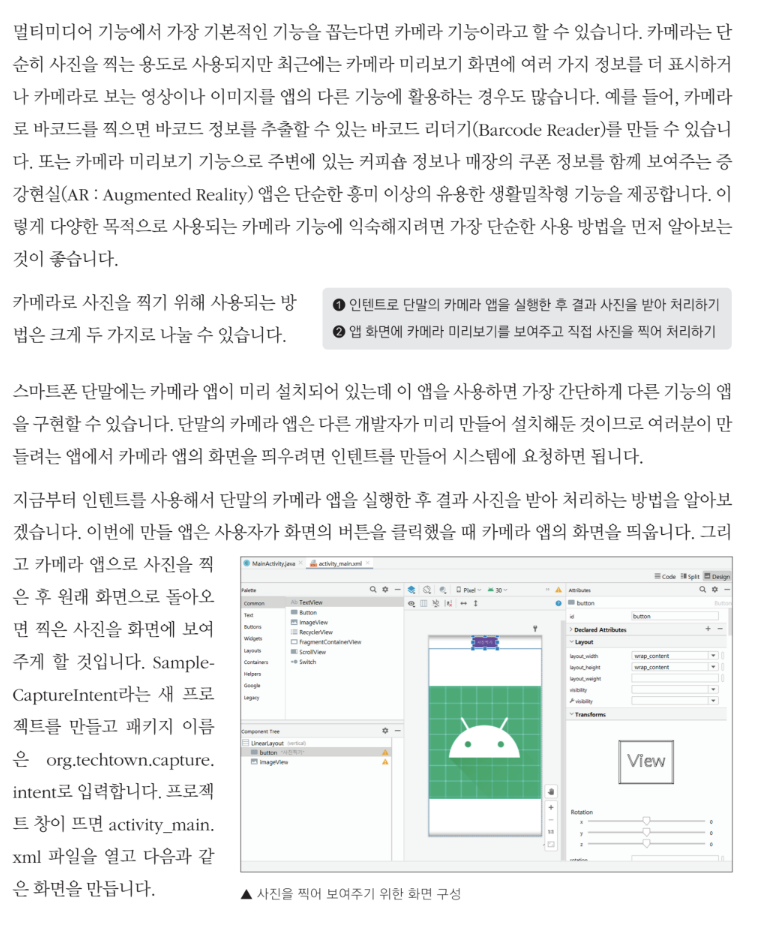 멀티미디어 기능에서 가장 기본적인 기능을 꼽는다면 카메라 기능이라고 할 수 있습니다. 카메라는 단
순히 사진을 찍는 용도로 사용되지만 최근에는 카메라 미리보기 화면에 여러 가지 정보를 더 표시하거
나 카메라로 보는 영상이나 이미지를 앱의 다른 기능에 활용하는 경우도 많습니다. 예를 들어, 카메라
로 바코드를 찍으면 바코드 정보를 추출할 수 있는 바코드 리더기(Barcode Reader)를 만들 수 있습니
다. 또는 카메라 미리보기 기능으로 주변에 있는 커피숍 정보나 매장의 쿠폰 정보를 함께 보여주는 증
강현실(AR : Augmented Reality) 앱은 단순한 흥미 이상의 유용한 생활밀착형 기능을 제공합니다. 이
렇게 다양한 목적으로 사용되는 카메라 기능에 익숙해지려면 가장 단순한 사용 방법을 먼저 알아보는
것이 좋습니다.
카메라로 사진을 찍기 위해 사용되는 방
법은 크게 두 가지로 나눌 수 있습니다.
❶ 인텐트로 단말의 카메라 앱을 실행한 후 결과 사진을 받아 처리하기
❷ 앱 화면에 카메라 미리보기를 보여주고 직접 사진을 찍어 처리하기
스마트폰 단말에는 카메라 앱이 미리 설치되어 있는데 이 앱을 사용하면 가장 간단하게 다른 기능의 앱
을 구현할 수 있습니다. 단말의 카메라 앱은 다른 개발자가 미리 만들어 설치해둔 것이므로 여러분이 만
들려는 앱에서 카메라 앱의 화면을 띄우려면 인텐트를 만들어 시스템에 요청하면 됩니다.
지금부터 인텐트를 사용해서 단말의 카메라 앱을 실행한 후 결과 사진을 받아 처리하는 방법을 알아보
겠습니다. 이번에 만들 앱은 사용자가 화면의 버튼을 클릭했을 때 카메라 앱의 화면을 띄웁니다. 그리
고 카메라 앱으로 사진을 찍
은 후 원래 화면으로 돌아오
면 찍은 사진을 화면에 보여
주게 할 것입니다. Sample-
CaptureIntent라는 새 프로
젝트를 만들고 패키지 이름
은 org.techtown.capture.
intent로 입력합니다. 프로젝
트 창이 뜨면 activity_main.
xml 파일을 열고 다음과 같
은 화면을 만듭니다.
MainActivity.java
activity_main.xml
Code Split Design
Palette
Common
Text
Buttons
Widgets
Layouts
Containers
Helpers
Google
Legacy
TextView
Button
ImageView
RecyclerView
FragmentContainerView
ScrollView
Switch
Pixel
30
Component Tree
LinearLayout (vertical)
button "사진찍기"
ImageView
1:1
Attributes
button
id button
Declared Attributes
Layout
layout_width wrap_content
layout_height wrap_content
layout_weight
visibility
visibility
Transforms
View
Rotation
x 0
y 0
z 0
rotation
▲ 사진을 찍어 보여주기 위한 화면 구성